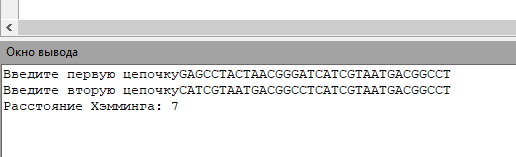 Окно вывода
Введите первую цепочкуGAGCCTACTAACGGGATCATCGTAATGACGGCCT
Введите вторую цепочкуCATCGTAATGACGGCCTCATCGTAATGACGGCCT
Расстояние Хэмминга: 7